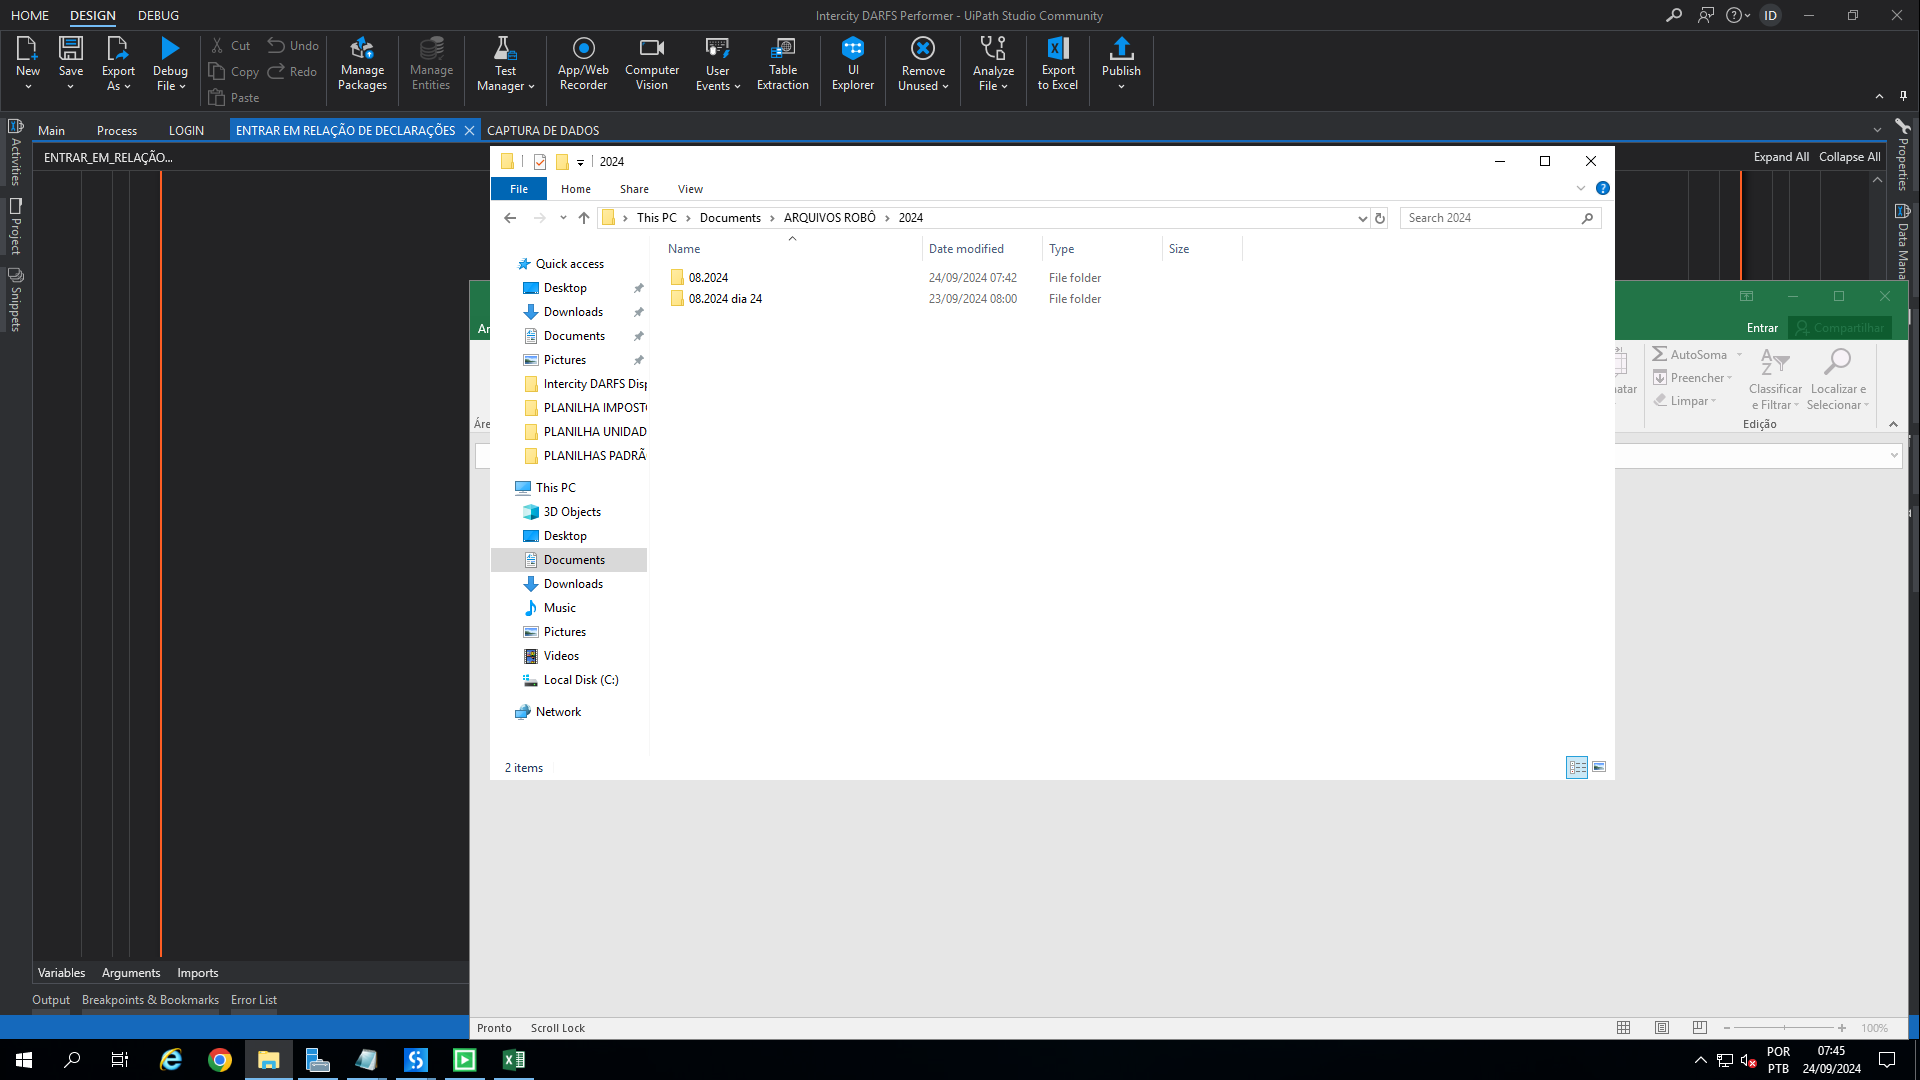 HOME DESIGN DEBUG
Intercity DARFS Performer - UiPath Studio Community
ID
New
Save
Export As
Debug File
Cut
Copy
Paste
Undo
Redo
Manage Packages
Manage Entities
Test Manager
App/Web Recorder
Computer Vision
User Events
Table Extraction
UI Explorer
Remove Unused
Analyze File
Export to Excel
Publish
Main Process LOGIN ENTRAR EM RELAÇÃO DE DECLARAÇÕES CAPTURA DE DADOS
ENTRAR_EM_RELAÇÃO...
Expand All Collapse All
Activities
Project
Snippets
Properties
Data Mana
2024
File Home Share View
This PC Documents ARQUIVOS ROBÔ 2024
Search 2024
Name Date modified Type Size
08.2024 24/09/2024 07:42 File folder
08.2024 dia 24 23/09/2024 08:00 File folder
Quick access
Desktop
Downloads
Documents
Pictures
Intercity DARFS Disp
PLANILHA IMPOST
PLANILHA UNIDAD
PLANILHAS PADRÃ
This PC
3D Objects
Desktop
Documents
Downloads
Music
Pictures
Videos
Local Disk (C:)
Network
2 items
Ar
Entrar Compartilhar
AutoSoma
Preencher
Limpar
Classificar e Filtrar
Localizar e Selecionar
Edição
atar
Áre
Variables Arguments Imports
Output Breakpoints & Bookmarks Error List
Pronto Scroll Lock
100%
POR
PTB
07:45
24/09/2024